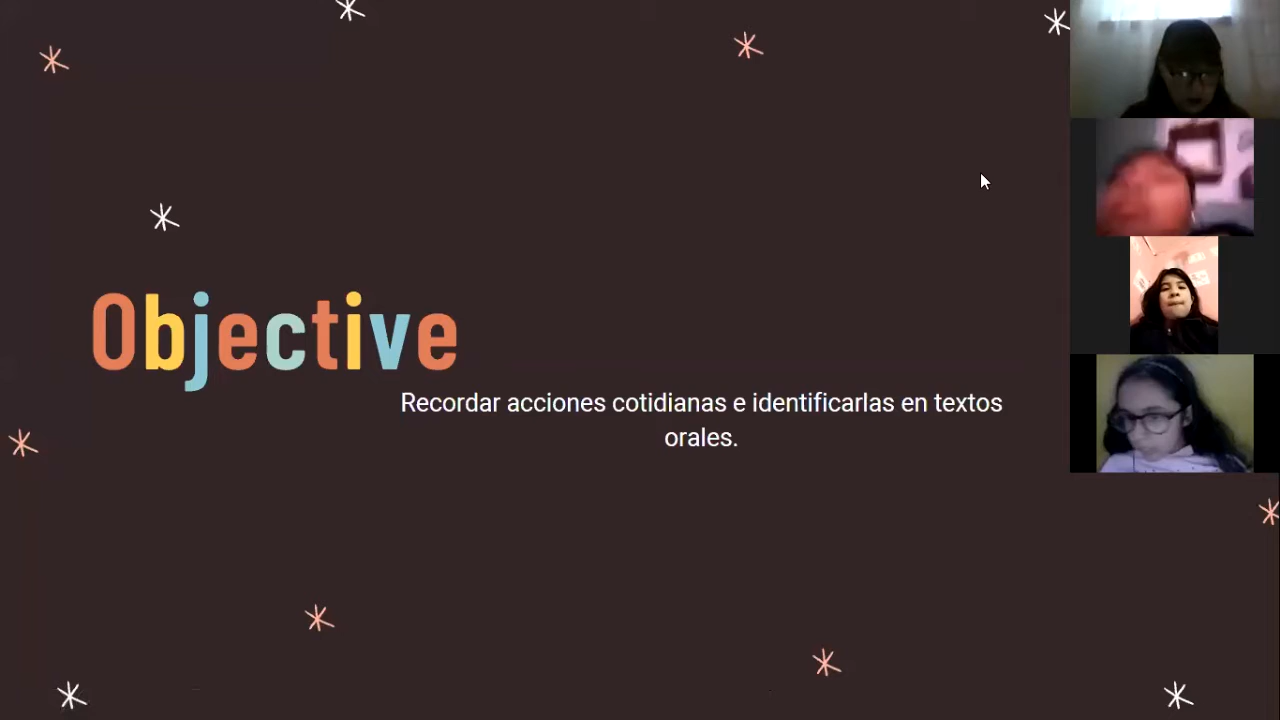 Objective
Recordar acciones cotidianas e identificarlas en textos
orales.